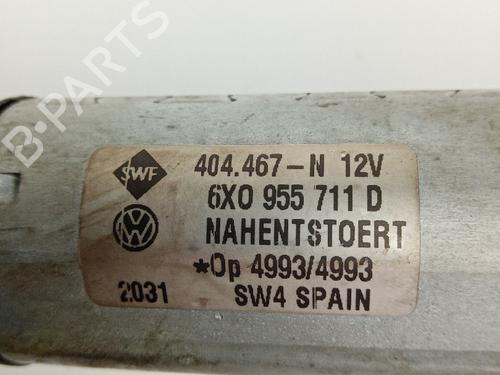 B-PARTS
SWF 404.467-N 12V
6X0 955 711 D
NAHENTSTOERT
*Op 4993/4993
2031 SW4 SPAIN